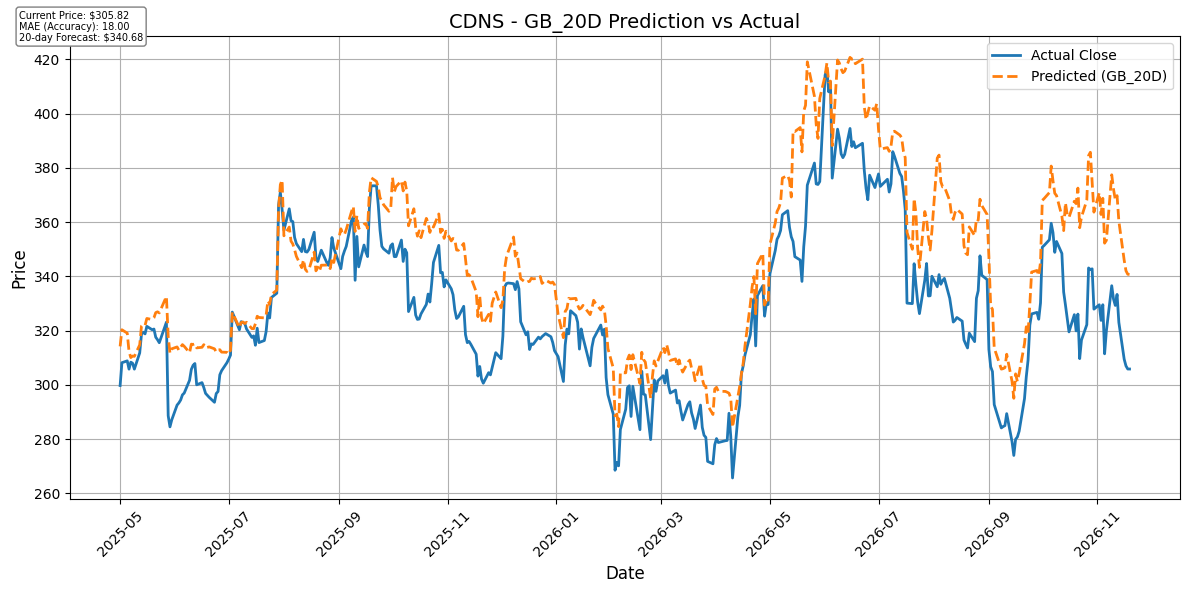 CDNS - GB_20D Prediction vs Actual
Current Price: $305.82
MAE (Accuracy): 18.00
20-day Forecast: $340.68
Actual Close
Predicted (GB_20D)
Price
420
400
380
360
340
320
300
280
260
2025-05
2025-07
2025-09
2025-11
2026-01
2026-03
2026-05
2026-07
2026-09
2026-11
Date